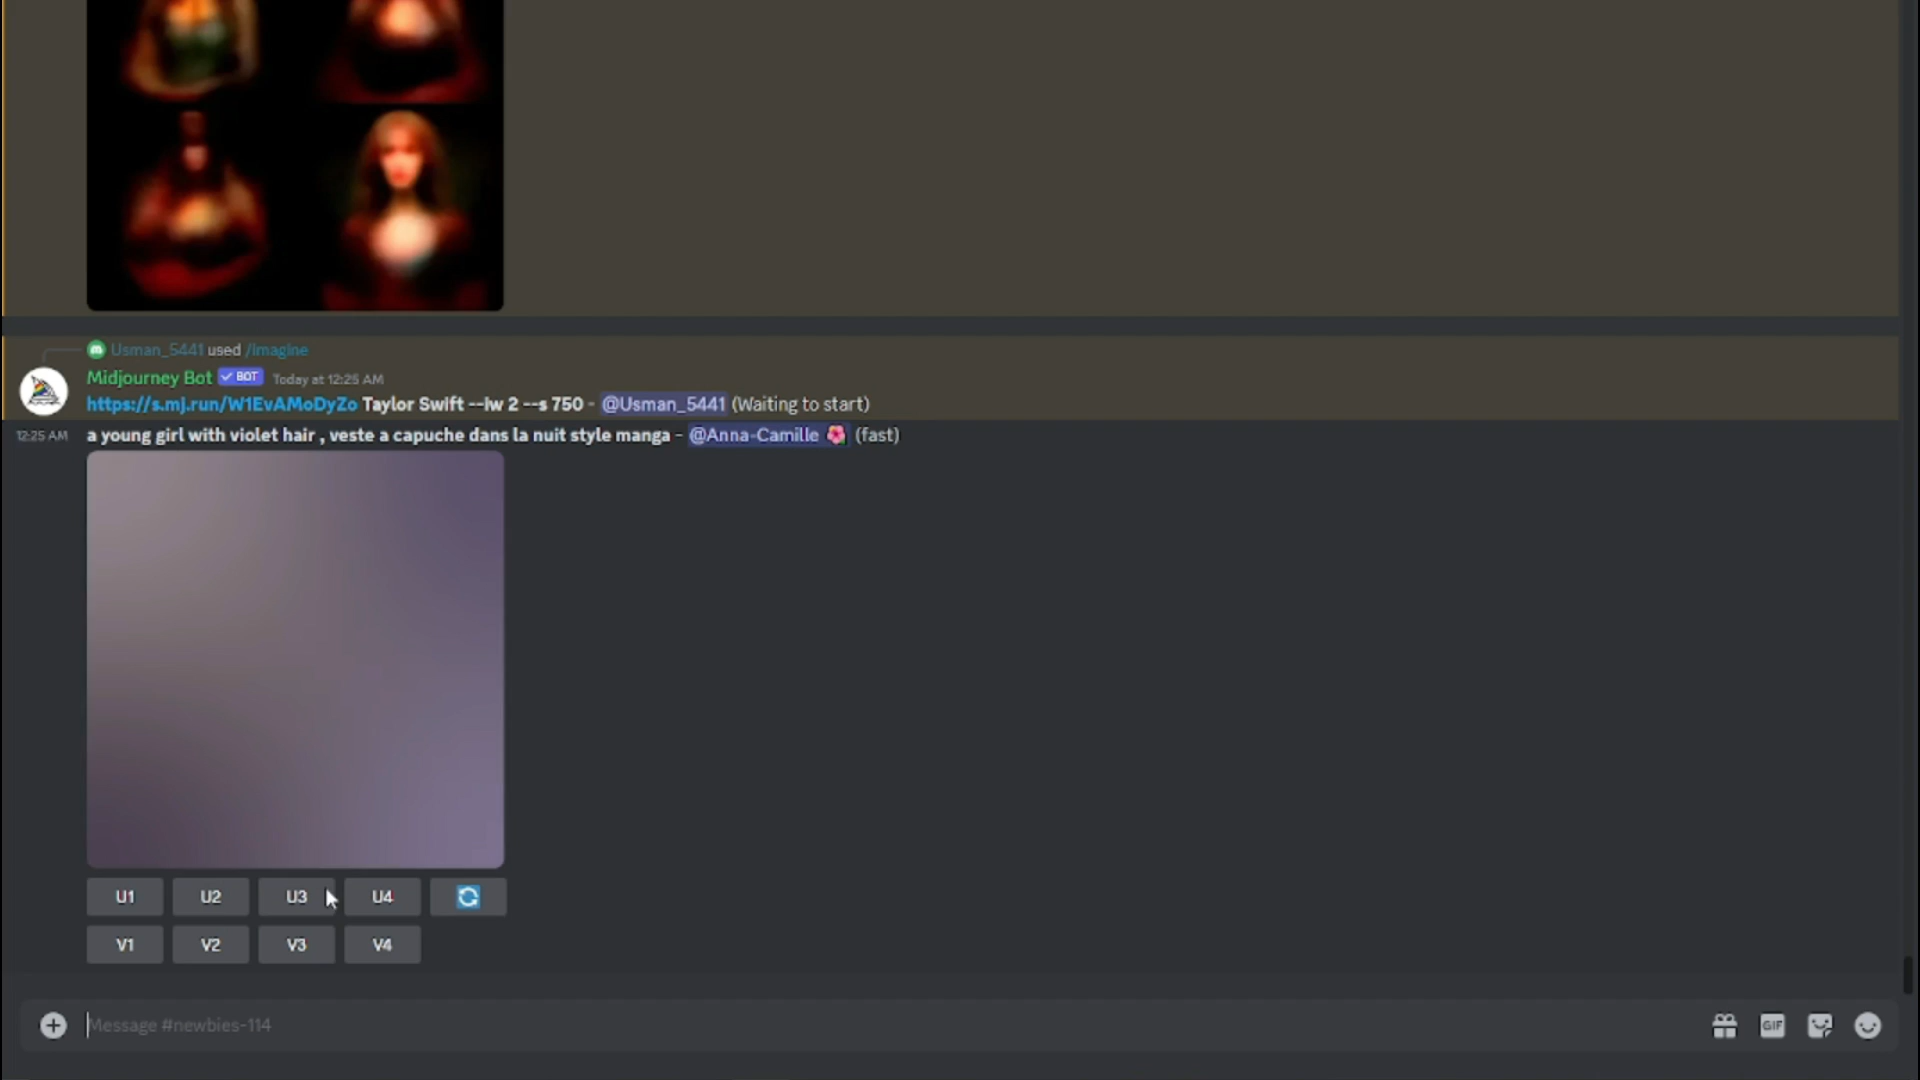 Usman_5441 used /imagine
Midjourney Bot BOT Today at 12:25 AM
https://s.mj.run/W1EvAMoDyZo Taylor Swift --iw 2 --s 750 - @Usman_5441 (Waiting to start)
12:25 AM a young girl with violet hair , veste a capuche dans la nuit style manga - @Anna-Camille 🌺 (fast)
U1 U2 U3 U4
V1 V2 V3 V4
Message #newbies-114
GIF